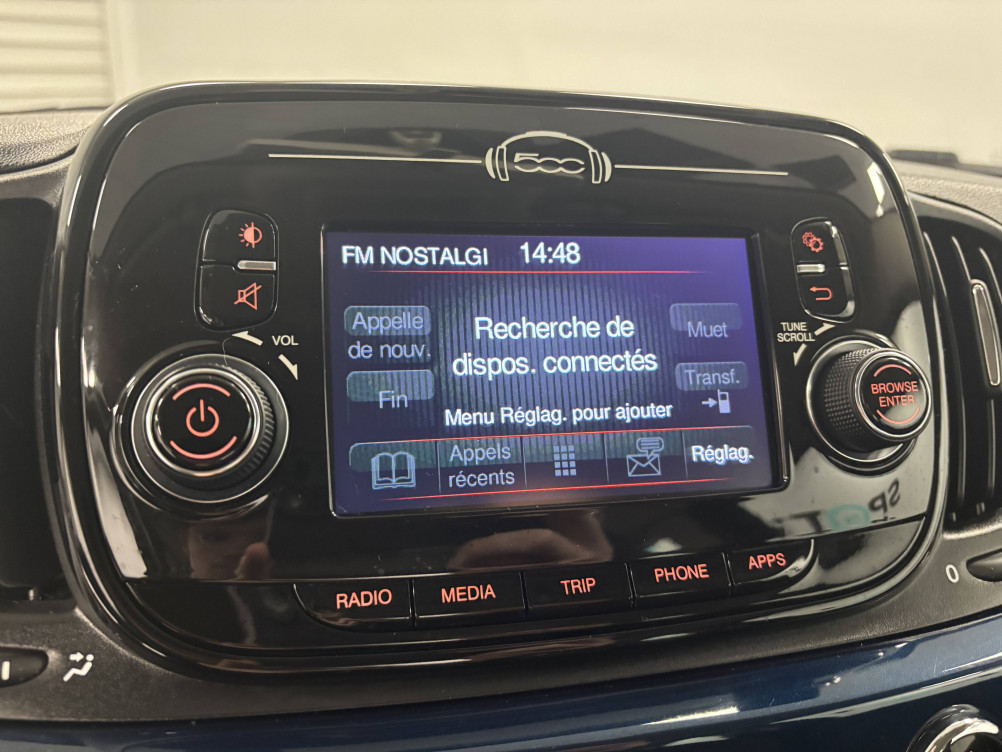 500
FM NOSTALGI 14:48
Appelle
de nouv.
Recherche de
dispos. connectés
Muet
Fin
Transf.
Menu Réglag. pour ajouter
Appels
récents
Réglag.
VOL
TUNE
SCROLL
BROWSE
ENTER
RADIO MEDIA TRIP PHONE APPS
0